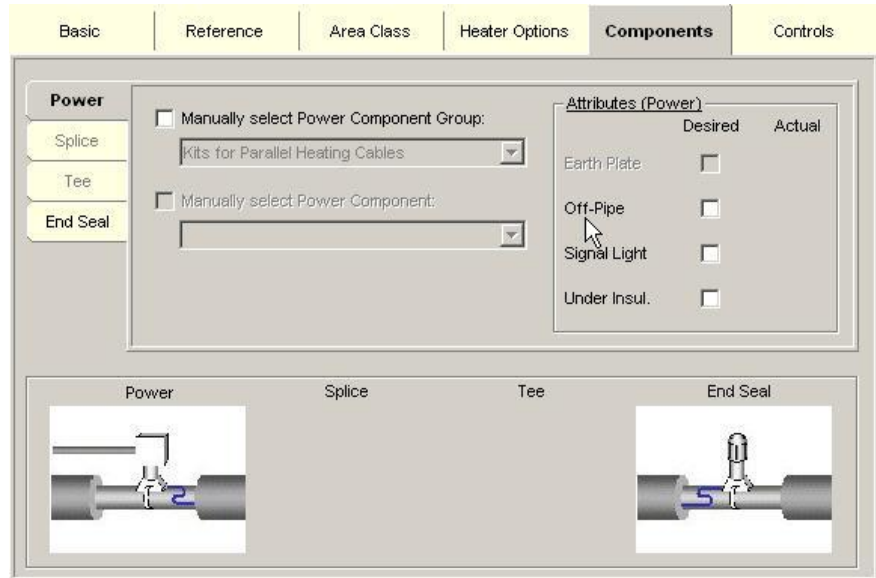 Basic Reference Area Class Heater Options Components Controls
Power
Splice
Tee
End Seal
Manually select Power Component Group:
Kits for Parallel Heating Cables
Manually select Power Component:
Attributes (Power)
Desired Actual
Earth Plate
Off-Pipe
Signal Light
Under Insul.
Power Splice Tee End Seal